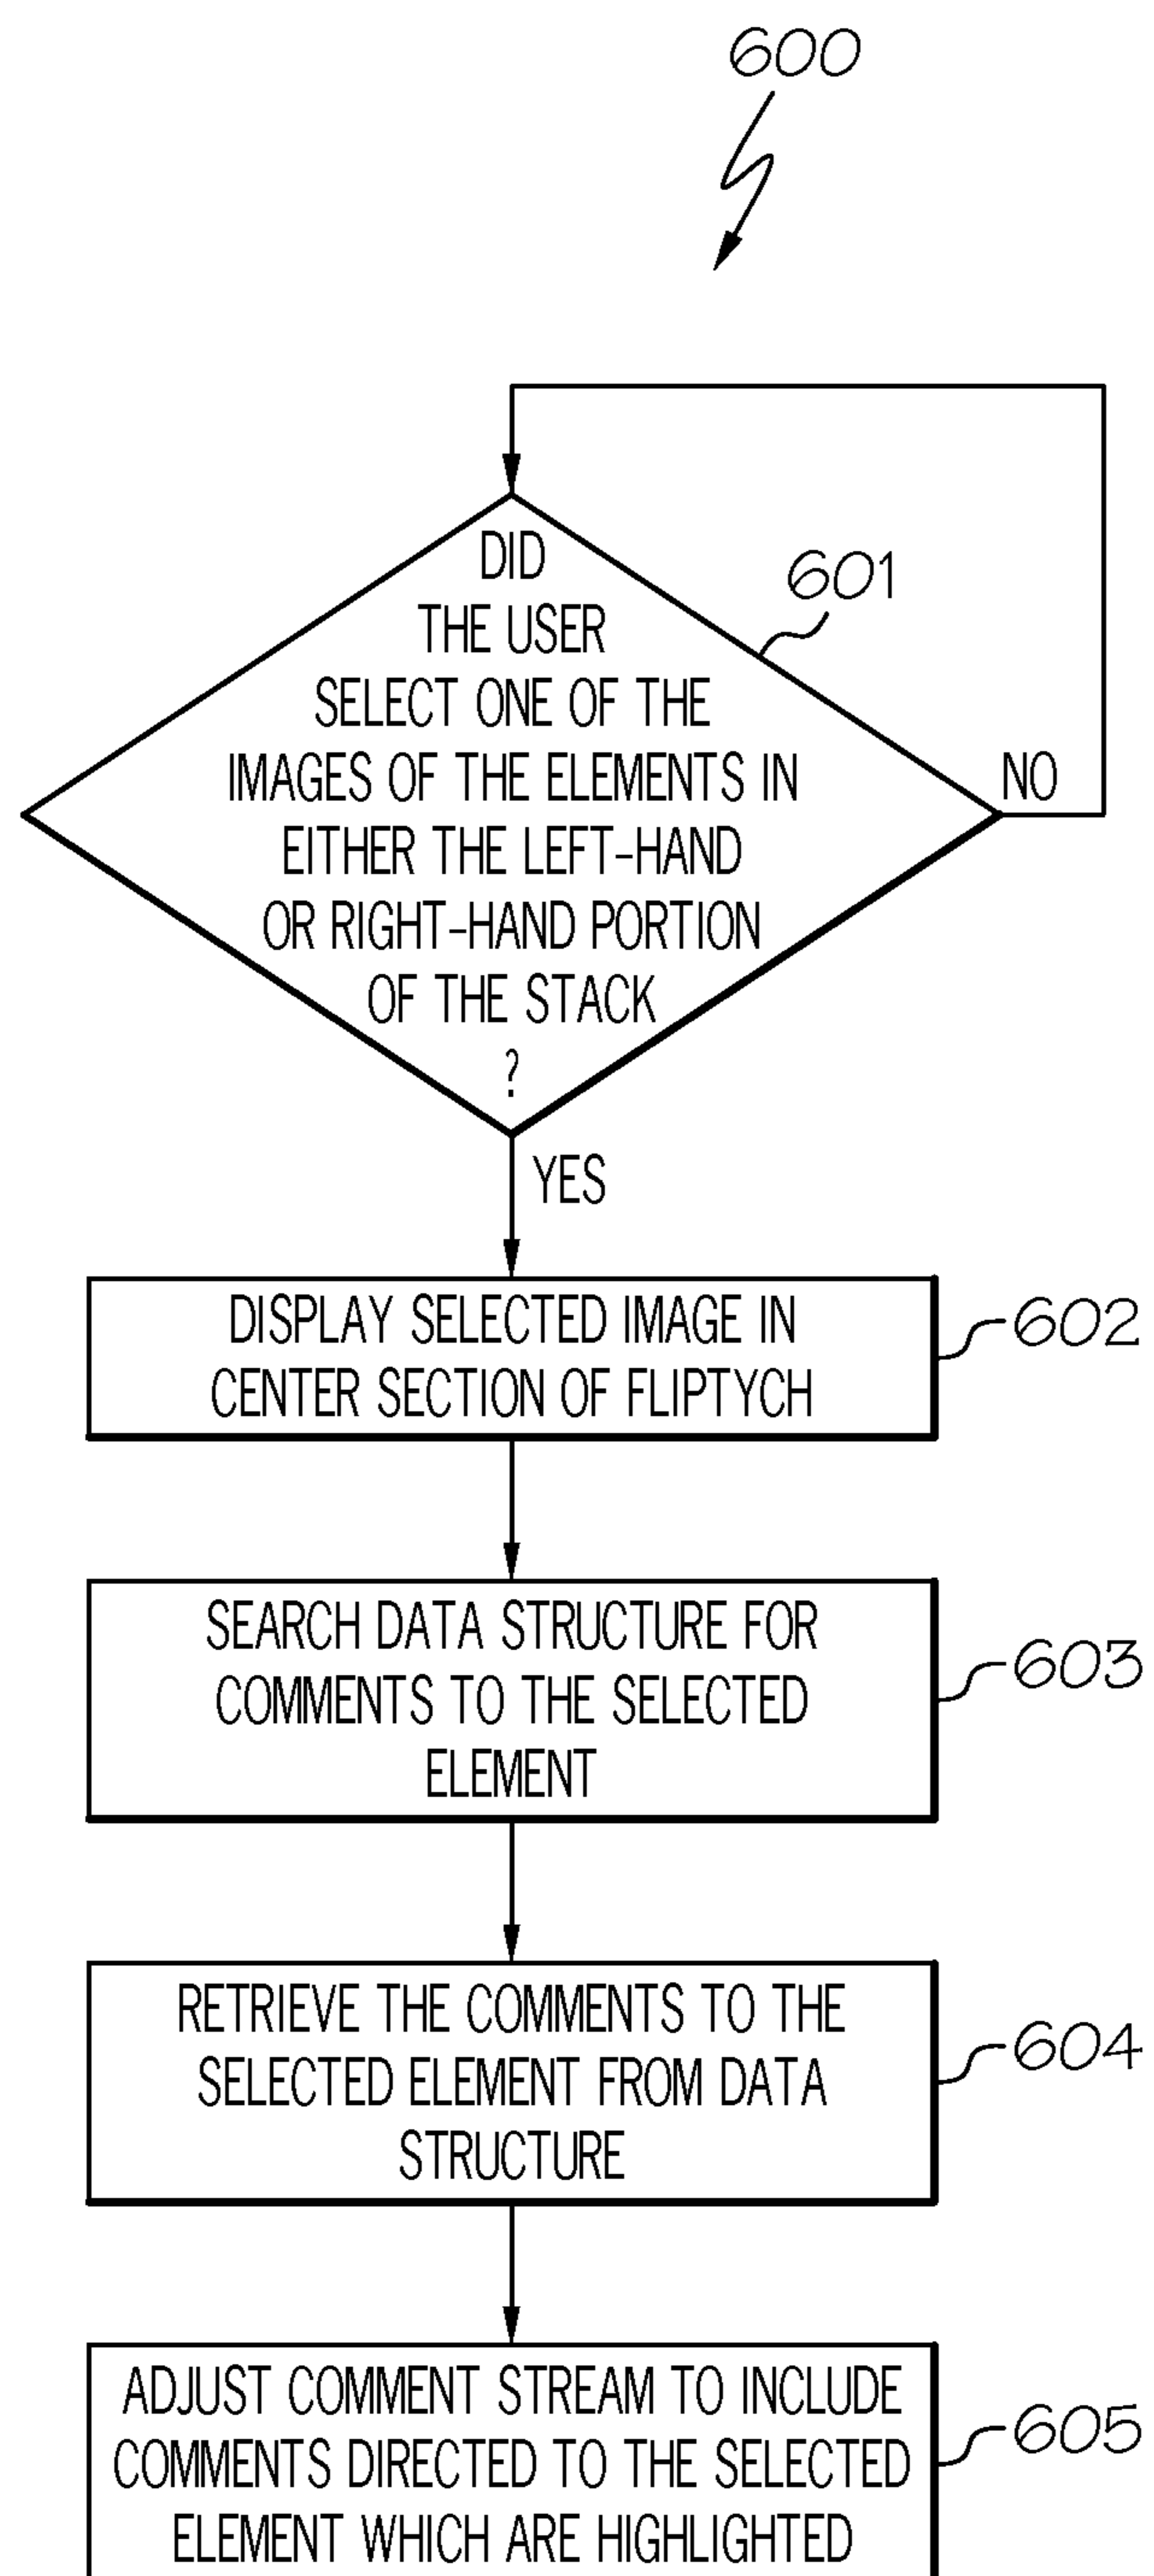 600
DID
THE USER
SELECT ONE OF THE
IMAGES OF THE ELEMENTS IN
EITHER THE LEFT-HAND
OR RIGHT-HAND PORTION
OF THE STACK
?
601
NO
YES
DISPLAY SELECTED IMAGE IN
CENTER SECTION OF FLIPTYCH
602
SEARCH DATA STRUCTURE FOR
COMMENTS TO THE SELECTED
ELEMENT
603
RETRIEVE THE COMMENTS TO THE
SELECTED ELEMENT FROM DATA
STRUCTURE
604
ADJUST COMMENT STREAM TO INCLUDE
COMMENTS DIRECTED TO THE SELECTED
ELEMENT WHICH ARE HIGHLIGHTED
605